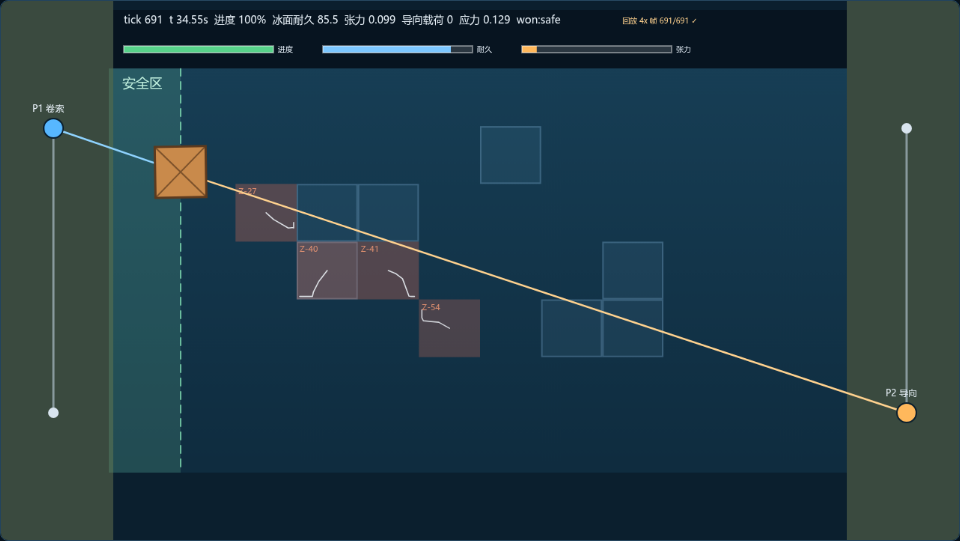 tick 691 t 34.55s 进度 100% 冰面耐久 85.5 张力 0.099 导向载荷 0 应力 0.129 won:safe
回放 4x 帧 691/691 ✓
进度
耐久
张力
安全区
P1 卷索
Z-27
Z-40
Z-41
Z-54
P2 导向